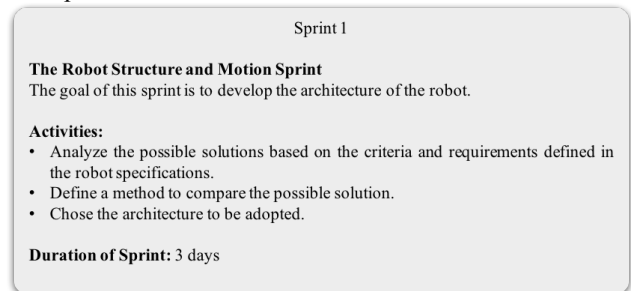 Sprint 1
The Robot Structure and Motion Sprint
The goal of this sprint is to develop the architecture of the robot.
Activities:
• Analyze the possible solutions based on the criteria and requirements defined in
the robot specifications.
• Define a method to compare the possible solution.
• Chose the architecture to be adopted.
Duration of Sprint: 3 days